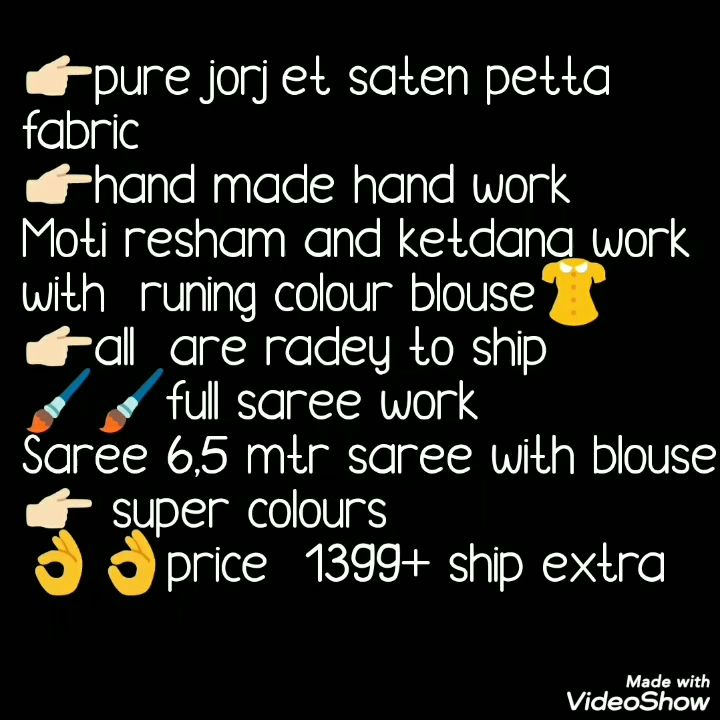 👉🏻pure jorj et saten petta
fabric
👉🏻hand made hand work
Moti resham and ketdana work
with runing colour blouse👚
👉🏻all are radey to ship
🖌🖌full saree work
Saree 6,5 mtr saree with blouse
👉🏻 super colours
👌👌price 1399+ ship extra
Made with
VideoShow